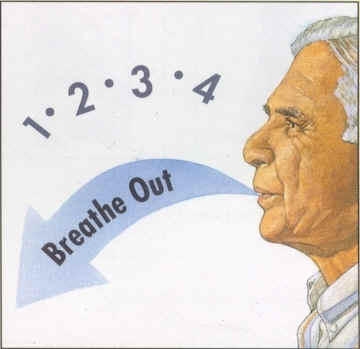 1 • 2 • 3 • 4
Breathe Out